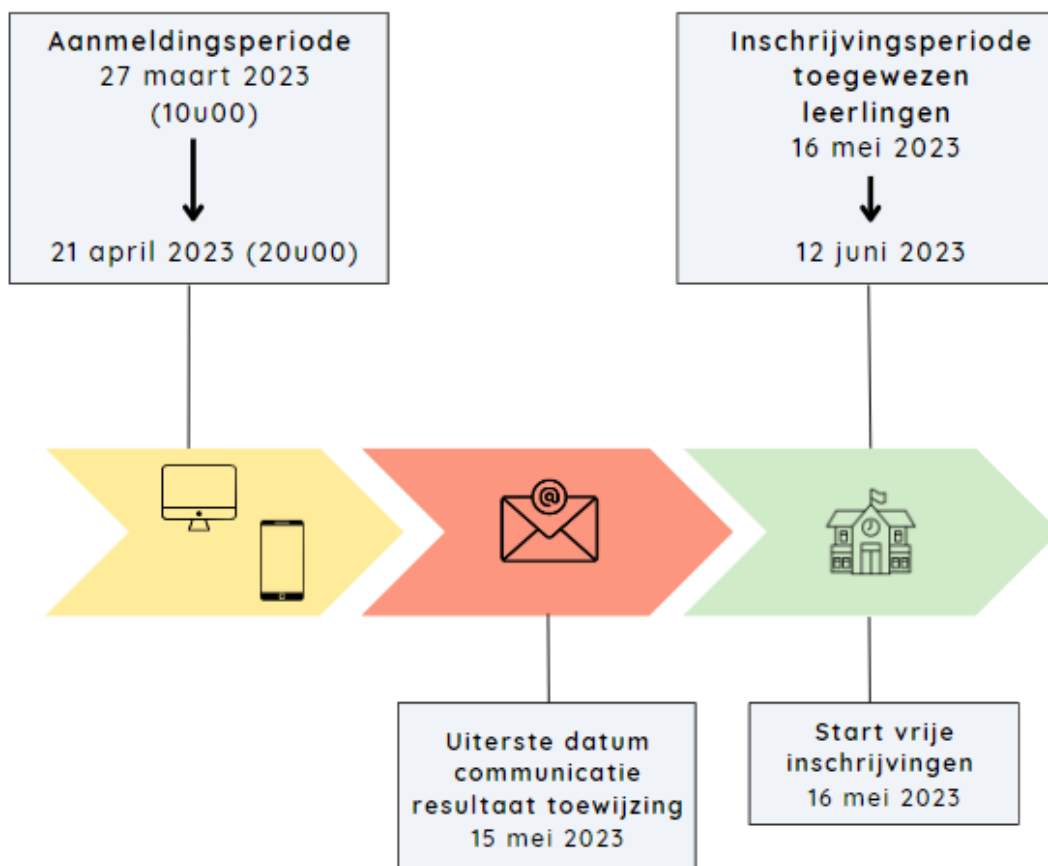 Aanmeldingsperiode
27 maart 2023
(10u00)
21 april 2023 (20u00)
Inschrijvingsperiode
toegewezen
leerlingen
16 mei 2023
12 juni 2023
@
Uiterste datum
communicatie
resultaat toewijzing
15 mei 2023
Start vrije
inschrijvingen
16 mei 2023